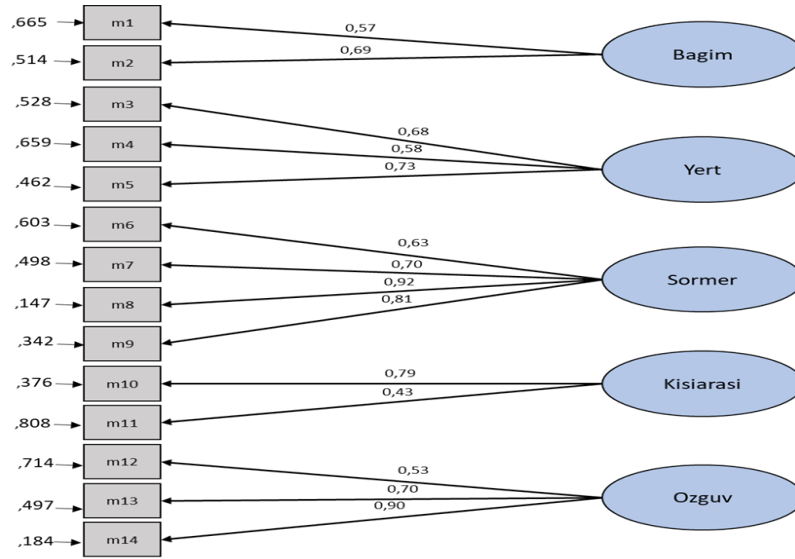 ,665 m1
0,57
Bagim
,514 m2
0,69
,528 m3
0,68
,659 m4
0,58
Yert
,462 m5
0,73
,603 m6
0,63
,498 m7
0,70
Sormer
,147 m8
0,92
,342 m9
0,81
,376 m10
0,79
Kisiarasi
,808 m11
0,43
,714 m12
0,53
,497 m13
0,70
Ozguv
,184 m14
0,90